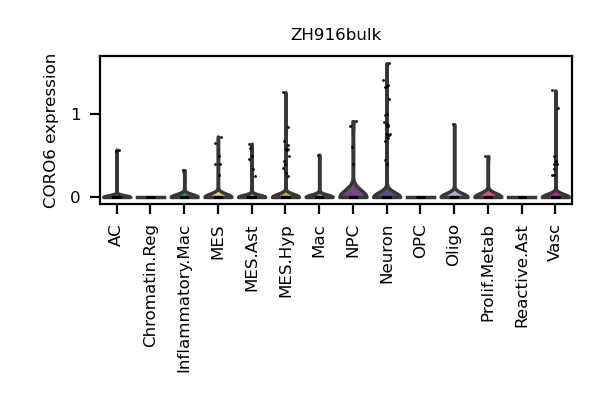 ZH916bulk
CORO6 expression
1
0
AC
Chromatin.Reg
Inflammatory.Mac
MES
MES.Ast
MES.Hyp
Mac
NPC
Neuron
OPC
Oligo
Prolif.Metab
Reactive.Ast
Vasc